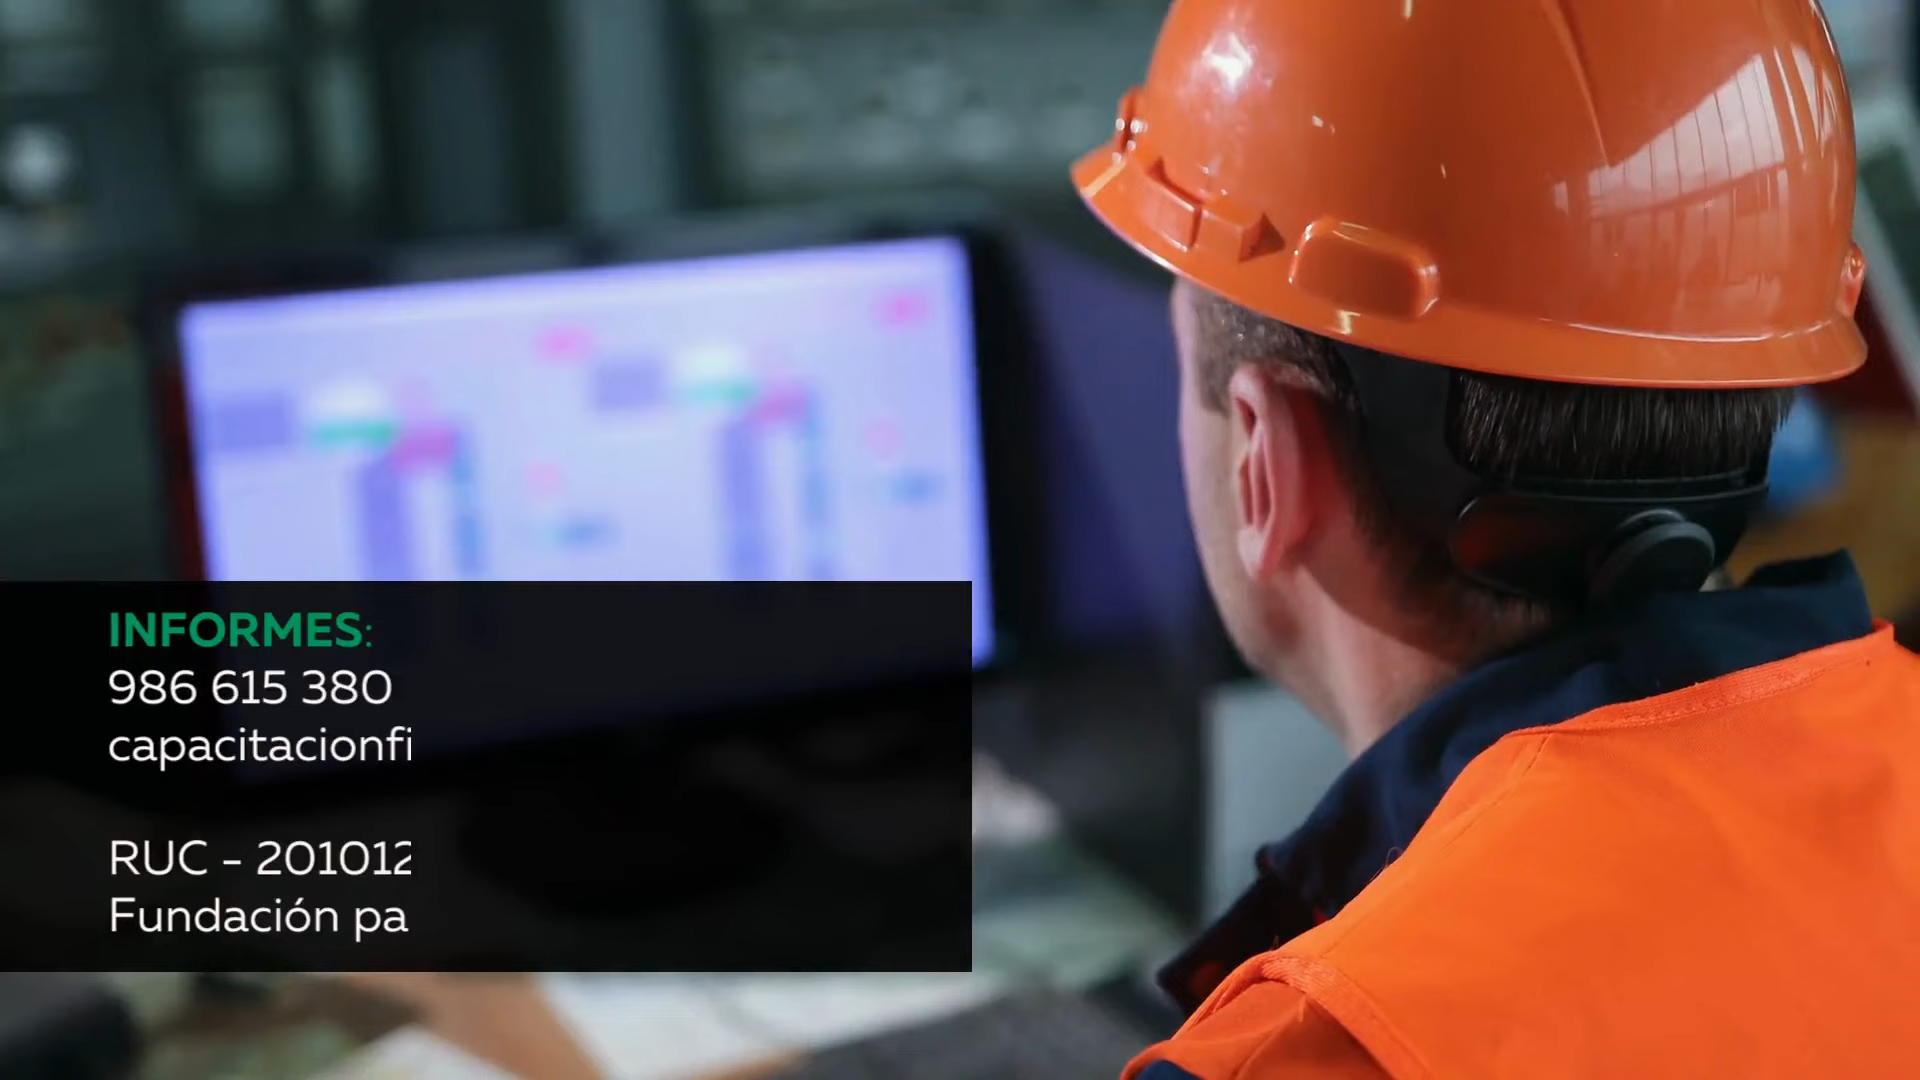 INFORMES:
986 615 380
capacitacionfi
RUC - 201012
Fundación pa